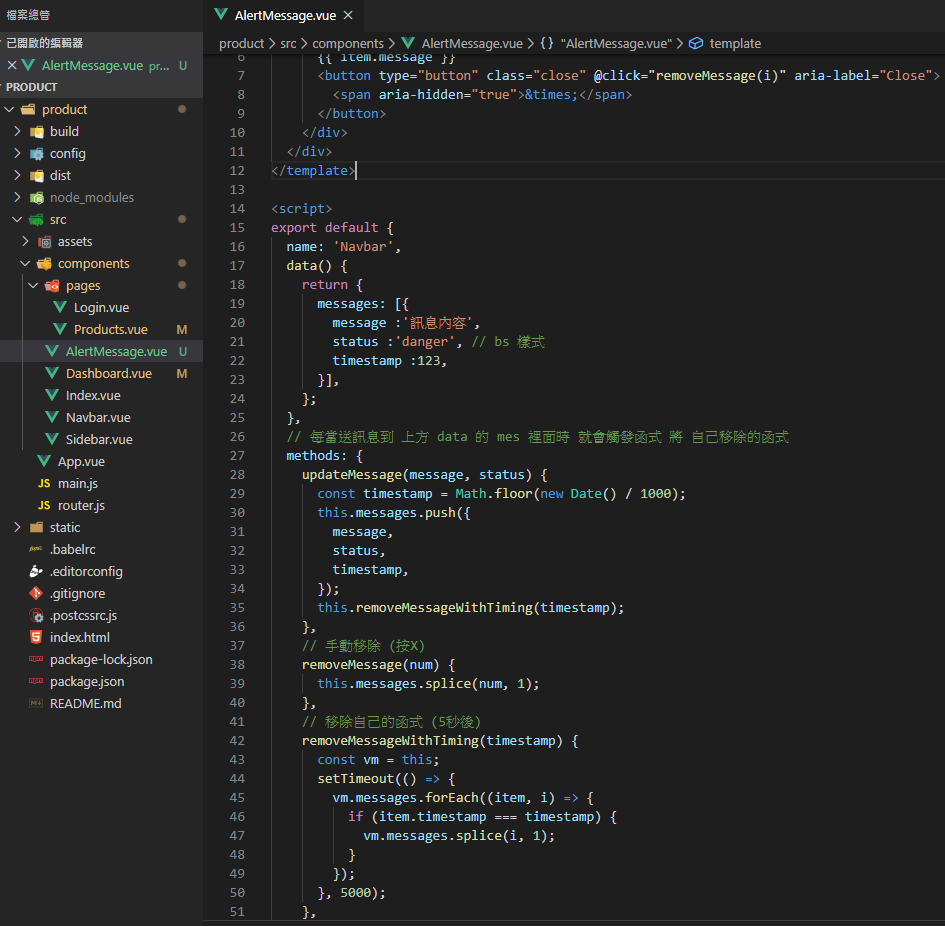 檔案總管
已開啟的編輯器
AlertMessage.vue pr... U
PRODUCT
product
build
config
dist
node_modules
src
assets
components
pages
Login.vue
Products.vue M
AlertMessage.vue U
Dashboard.vue M
Index.vue
Navbar.vue
Sidebar.vue
App.vue
JS main.js
JS router.js
static
.babelrc
.editorconfig
.gitignore
.postcssrc.js
index.html
package-lock.json
package.json
README.md
AlertMessage.vue
product > src > components > AlertMessage.vue > {} "AlertMessage.vue" > template
6 {{ item.message }}
7 <button type="button" class="close" @click="removeMessage(i)" aria-label="Close">
8 <span aria-hidden="true">&times;</span>
9 </button>
10 </div>
11 </div>
12 </template>
13
14 <script>
15 export default {
16 name: 'Navbar',
17 data() {
18 return {
19 messages: [{
20 message :'訊息內容',
21 status :'danger', // bs 樣式
22 timestamp :123,
23 }],
24 };
25 },
26 // 每當送訊息到 上方 data 的 mes 裡面時 就會觸發函式 將 自己移除的函式
27 methods: {
28 updateMessage(message, status) {
29 const timestamp = Math.floor(new Date() / 1000);
30 this.messages.push({
31 message,
32 status,
33 timestamp,
34 });
35 this.removeMessageWithTiming(timestamp);
36 },
37 // 手動移除 (按X)
38 removeMessage(num) {
39 this.messages.splice(num, 1);
40 },
41 // 移除自己的函式 (5秒後)
42 removeMessageWithTiming(timestamp) {
43 const vm = this;
44 setTimeout(() => {
45 vm.messages.forEach((item, i) => {
46 if (item.timestamp === timestamp) {
47 vm.messages.splice(i, 1);
48 }
49 });
50 }, 5000);
51 },